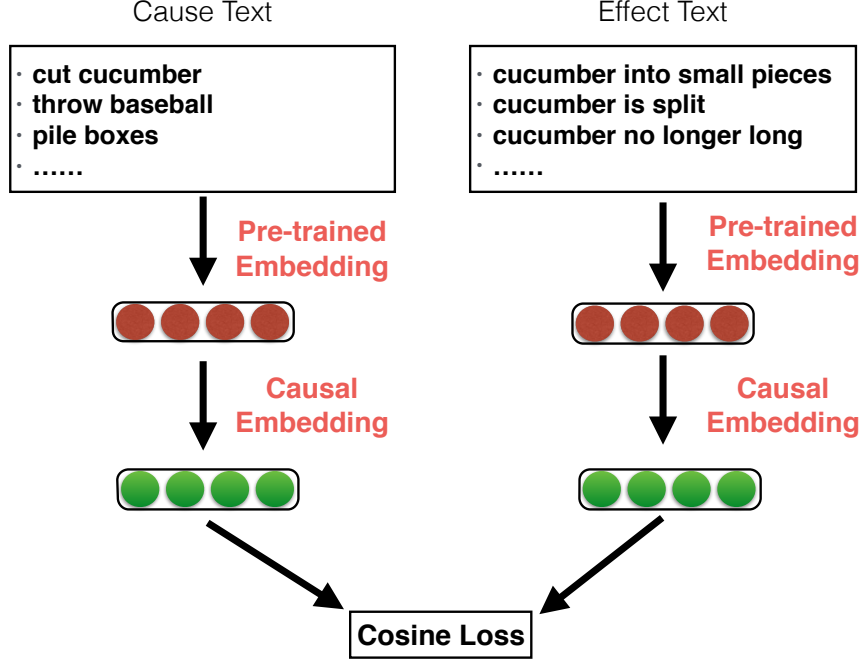 Cause Text
· cut cucumber
· throw baseball
· pile boxes
· ......
Pre-trained
Embedding
Causal
Embedding
Effect Text
· cucumber into small pieces
· cucumber is split
· cucumber no longer long
· ......
Pre-trained
Embedding
Causal
Embedding
Cosine Loss